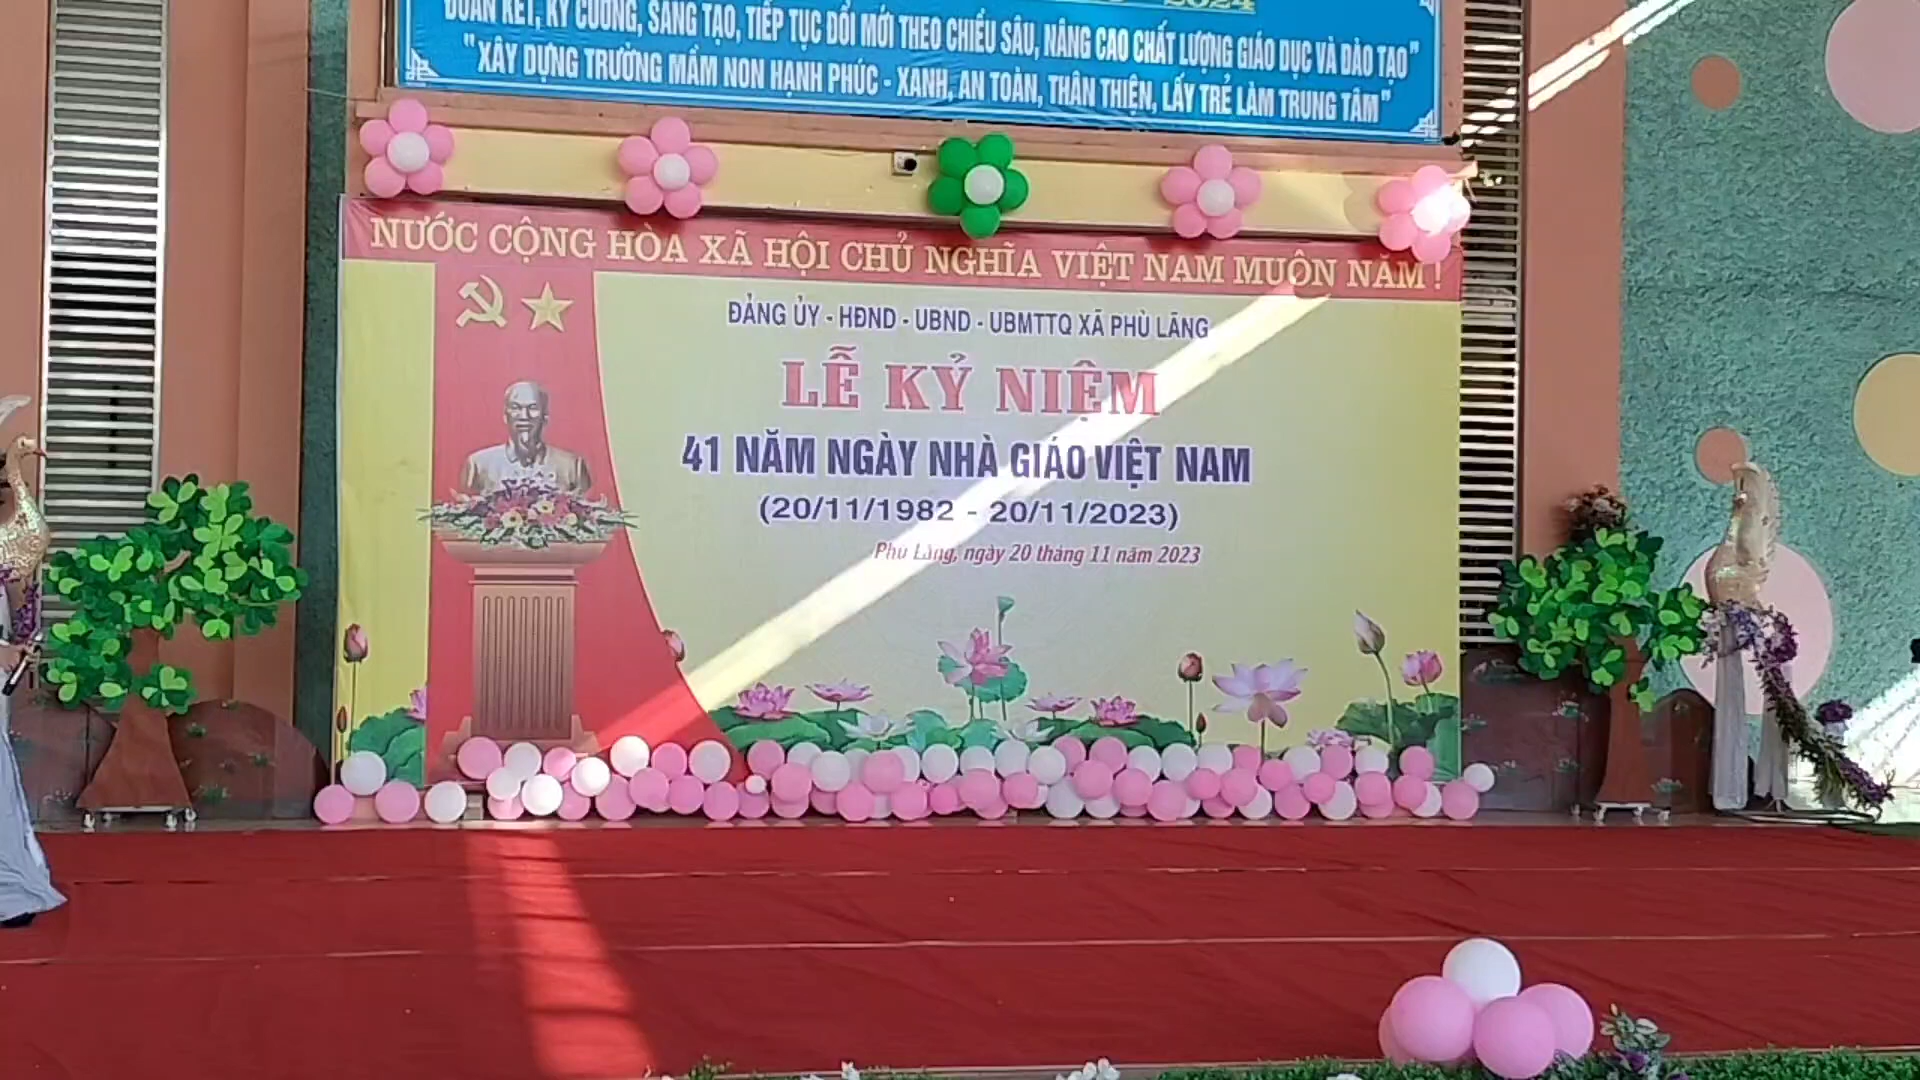 2024
ĐOÀN KẾT, KỶ CƯƠNG, SÁNG TẠO, TIẾP TỤC ĐỔI MỚI THEO CHIỀU SÂU, NÂNG CAO CHẤT LƯỢNG GIÁO DỤC VÀ ĐÀO TẠO"
"XÂY DỰNG TRƯỜNG MẦM NON HẠNH PHÚC - XANH, AN TOÀN, THÂN THIỆN, LẤY TRẺ LÀM TRUNG TÂM"
NƯỚC CỘNG HÒA XÃ HỘI CHỦ NGHĨA VIỆT NAM MUÔN NĂM !
ĐẢNG ỦY - HĐND - UBND - UBMTTQ XÃ PHÙ LÃNG
LỄ KỶ NIỆM
41 NĂM NGÀY NHÀ GIÁO VIỆT NAM
(20/11/1982 - 20/11/2023)
Phù Lãng, ngày 20 tháng 11 năm 2023